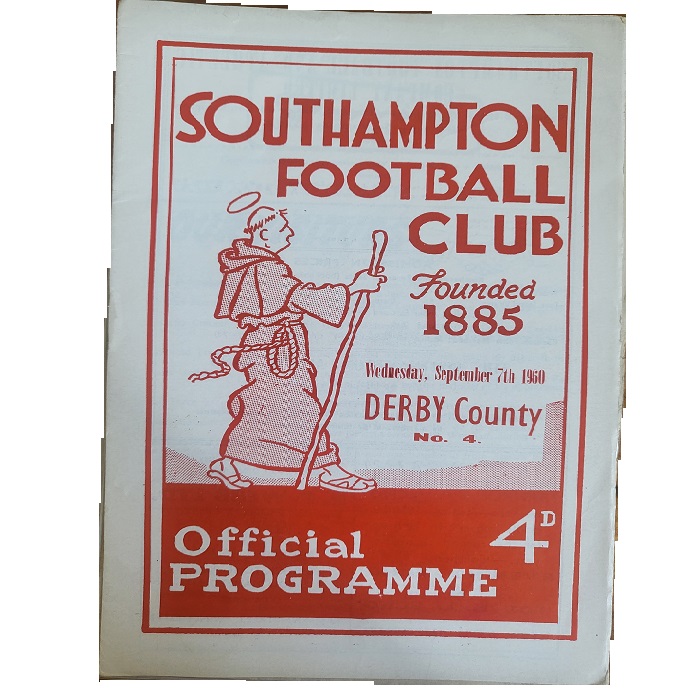 SOUTHAMPTON
FOOTBALL
CLUB
Founded
1885
Wednesday, September 7th 1960
DERBY County
No. 4.
Official
PROGRAMME
4D